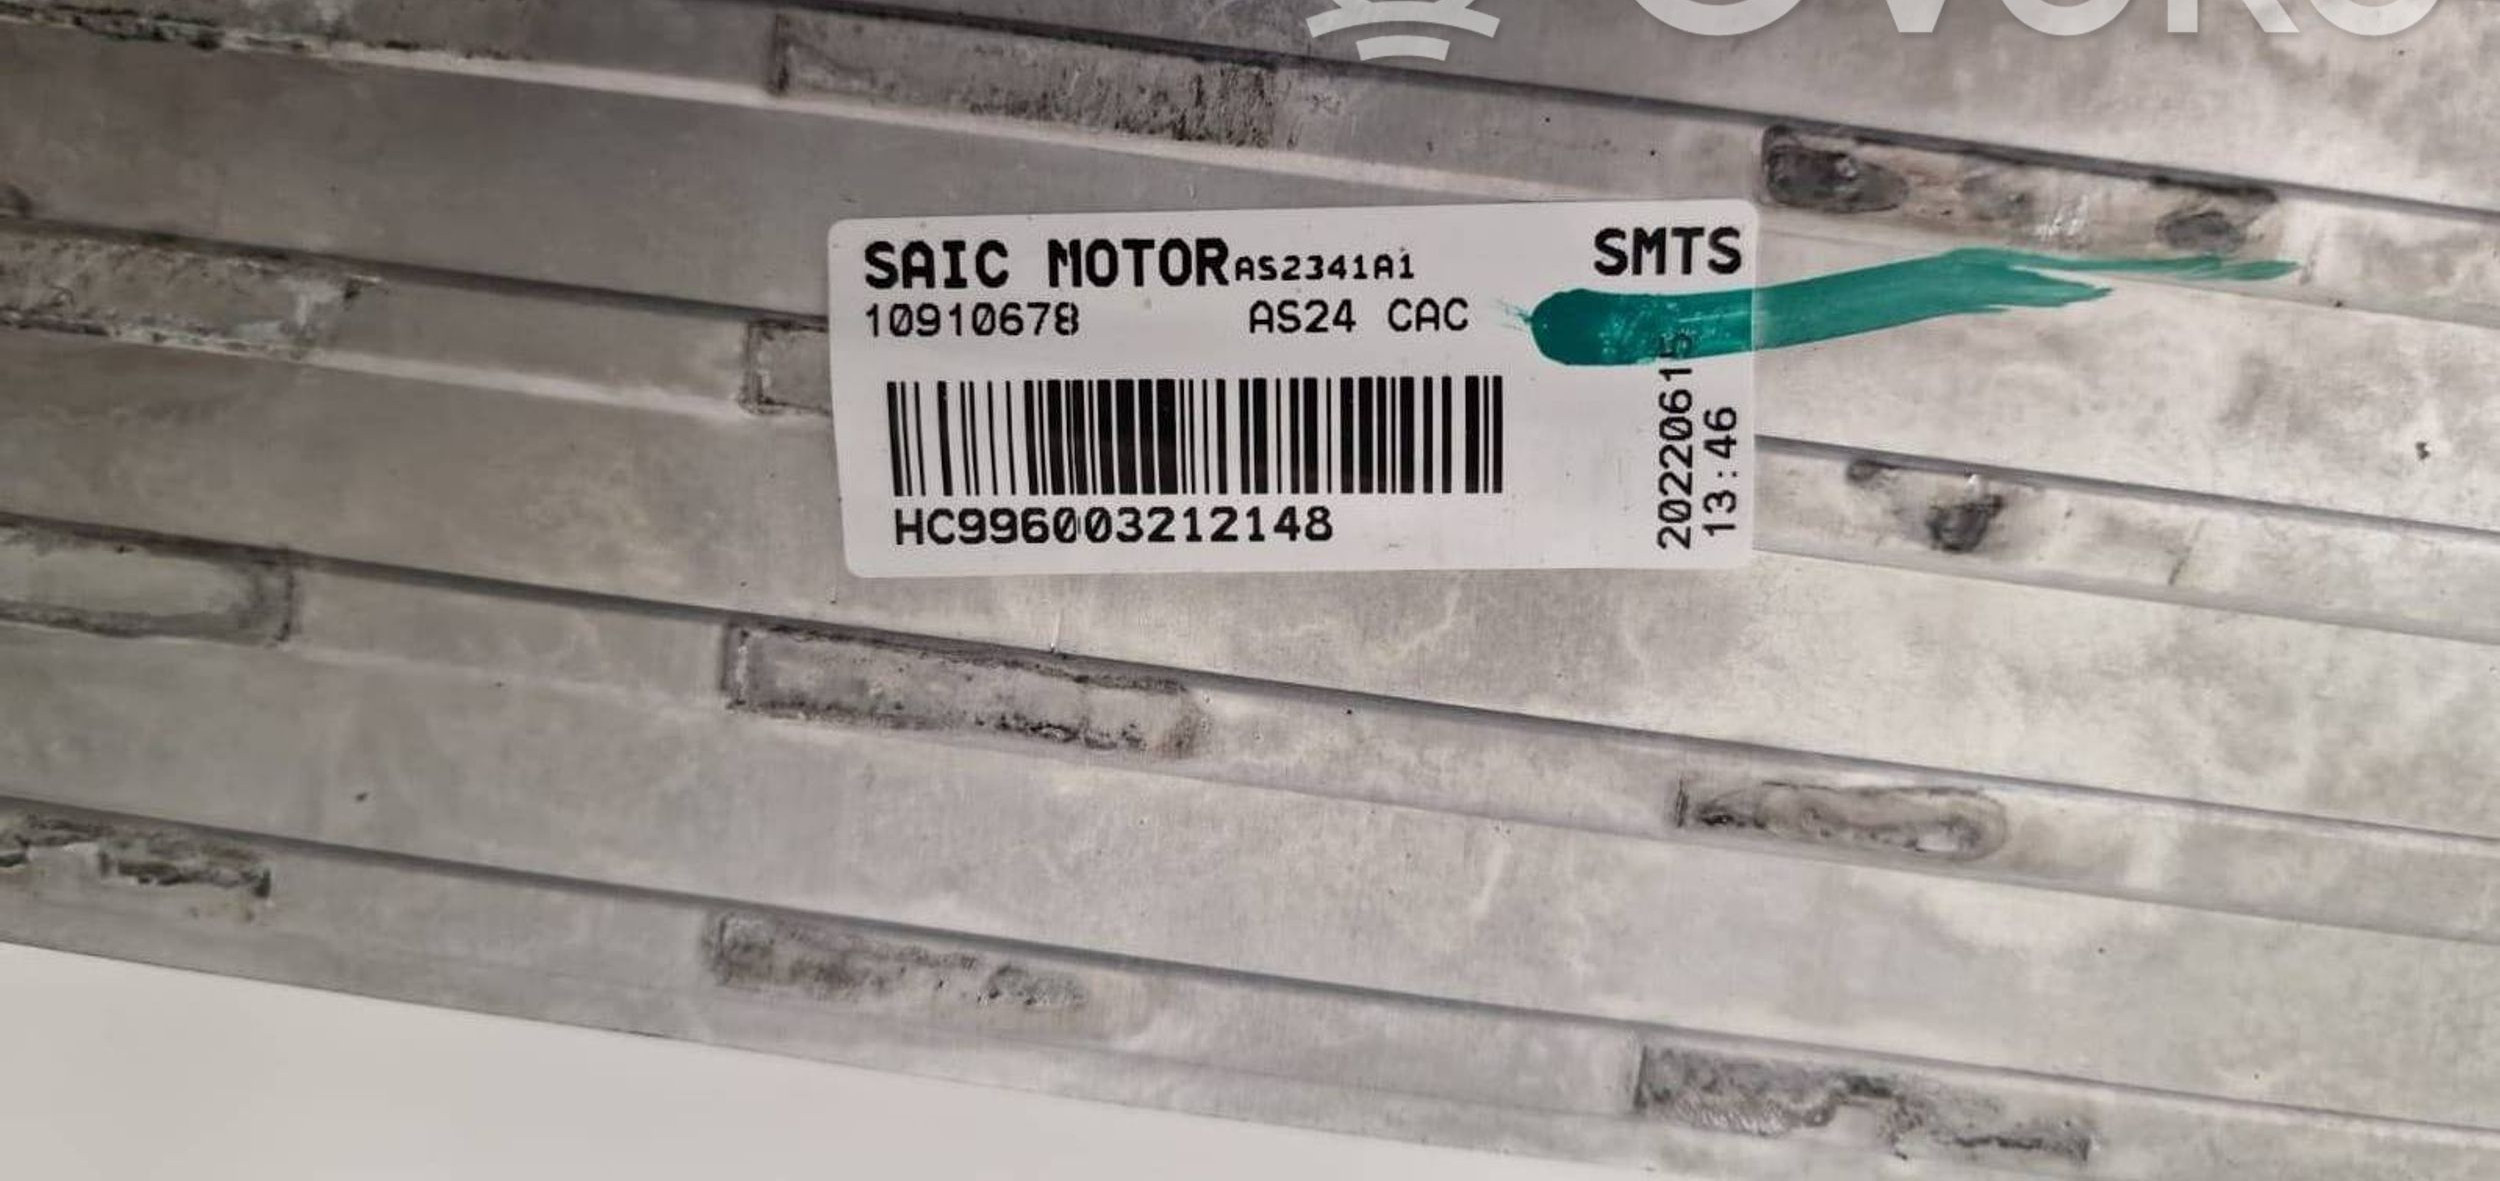 SAIC MOTOR AS2341A1 SMTS
10910678 AS24 CAC
HC996003212148
20220615
13:46